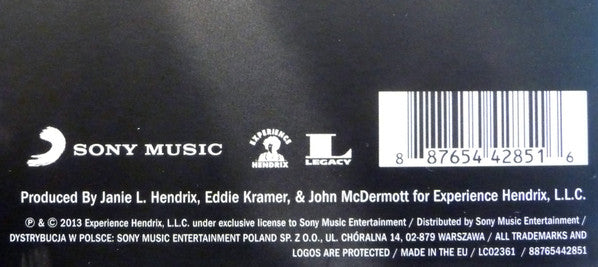 SONY MUSIC
EXPERIENCE
HENDRIX
L
LEGACY
8 87654 42851 6
Produced By Janie L. Hendrix, Eddie Kramer, & John McDermott for Experience Hendrix, L.L.C.
℗ & © 2013 Experience Hendrix, L.L.C. under exclusive license to Sony Music Entertainment / Distributed by Sony Music Entertainment /
DYSTRYBUCJA W POLSCE: SONY MUSIC ENTERTAINMENT POLAND SP. Z O.O., UL. CHÓRALNA 14, 02-879 WARSZAWA / ALL TRADEMARKS AND
LOGOS ARE PROTECTED / MADE IN THE EU / LC02361 / 88765442851